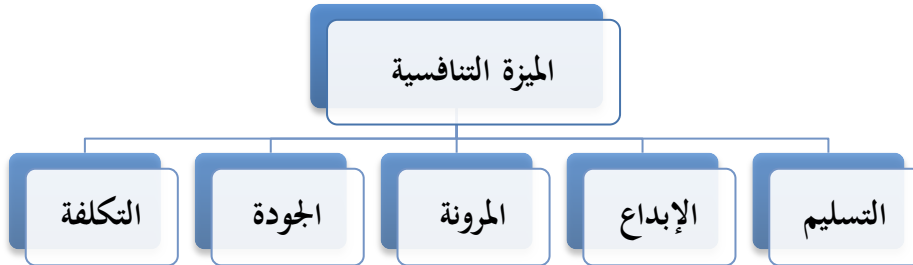 الميزة التنافسية
التسليم
الإبداع
المرونة
الجودة
التكلفة